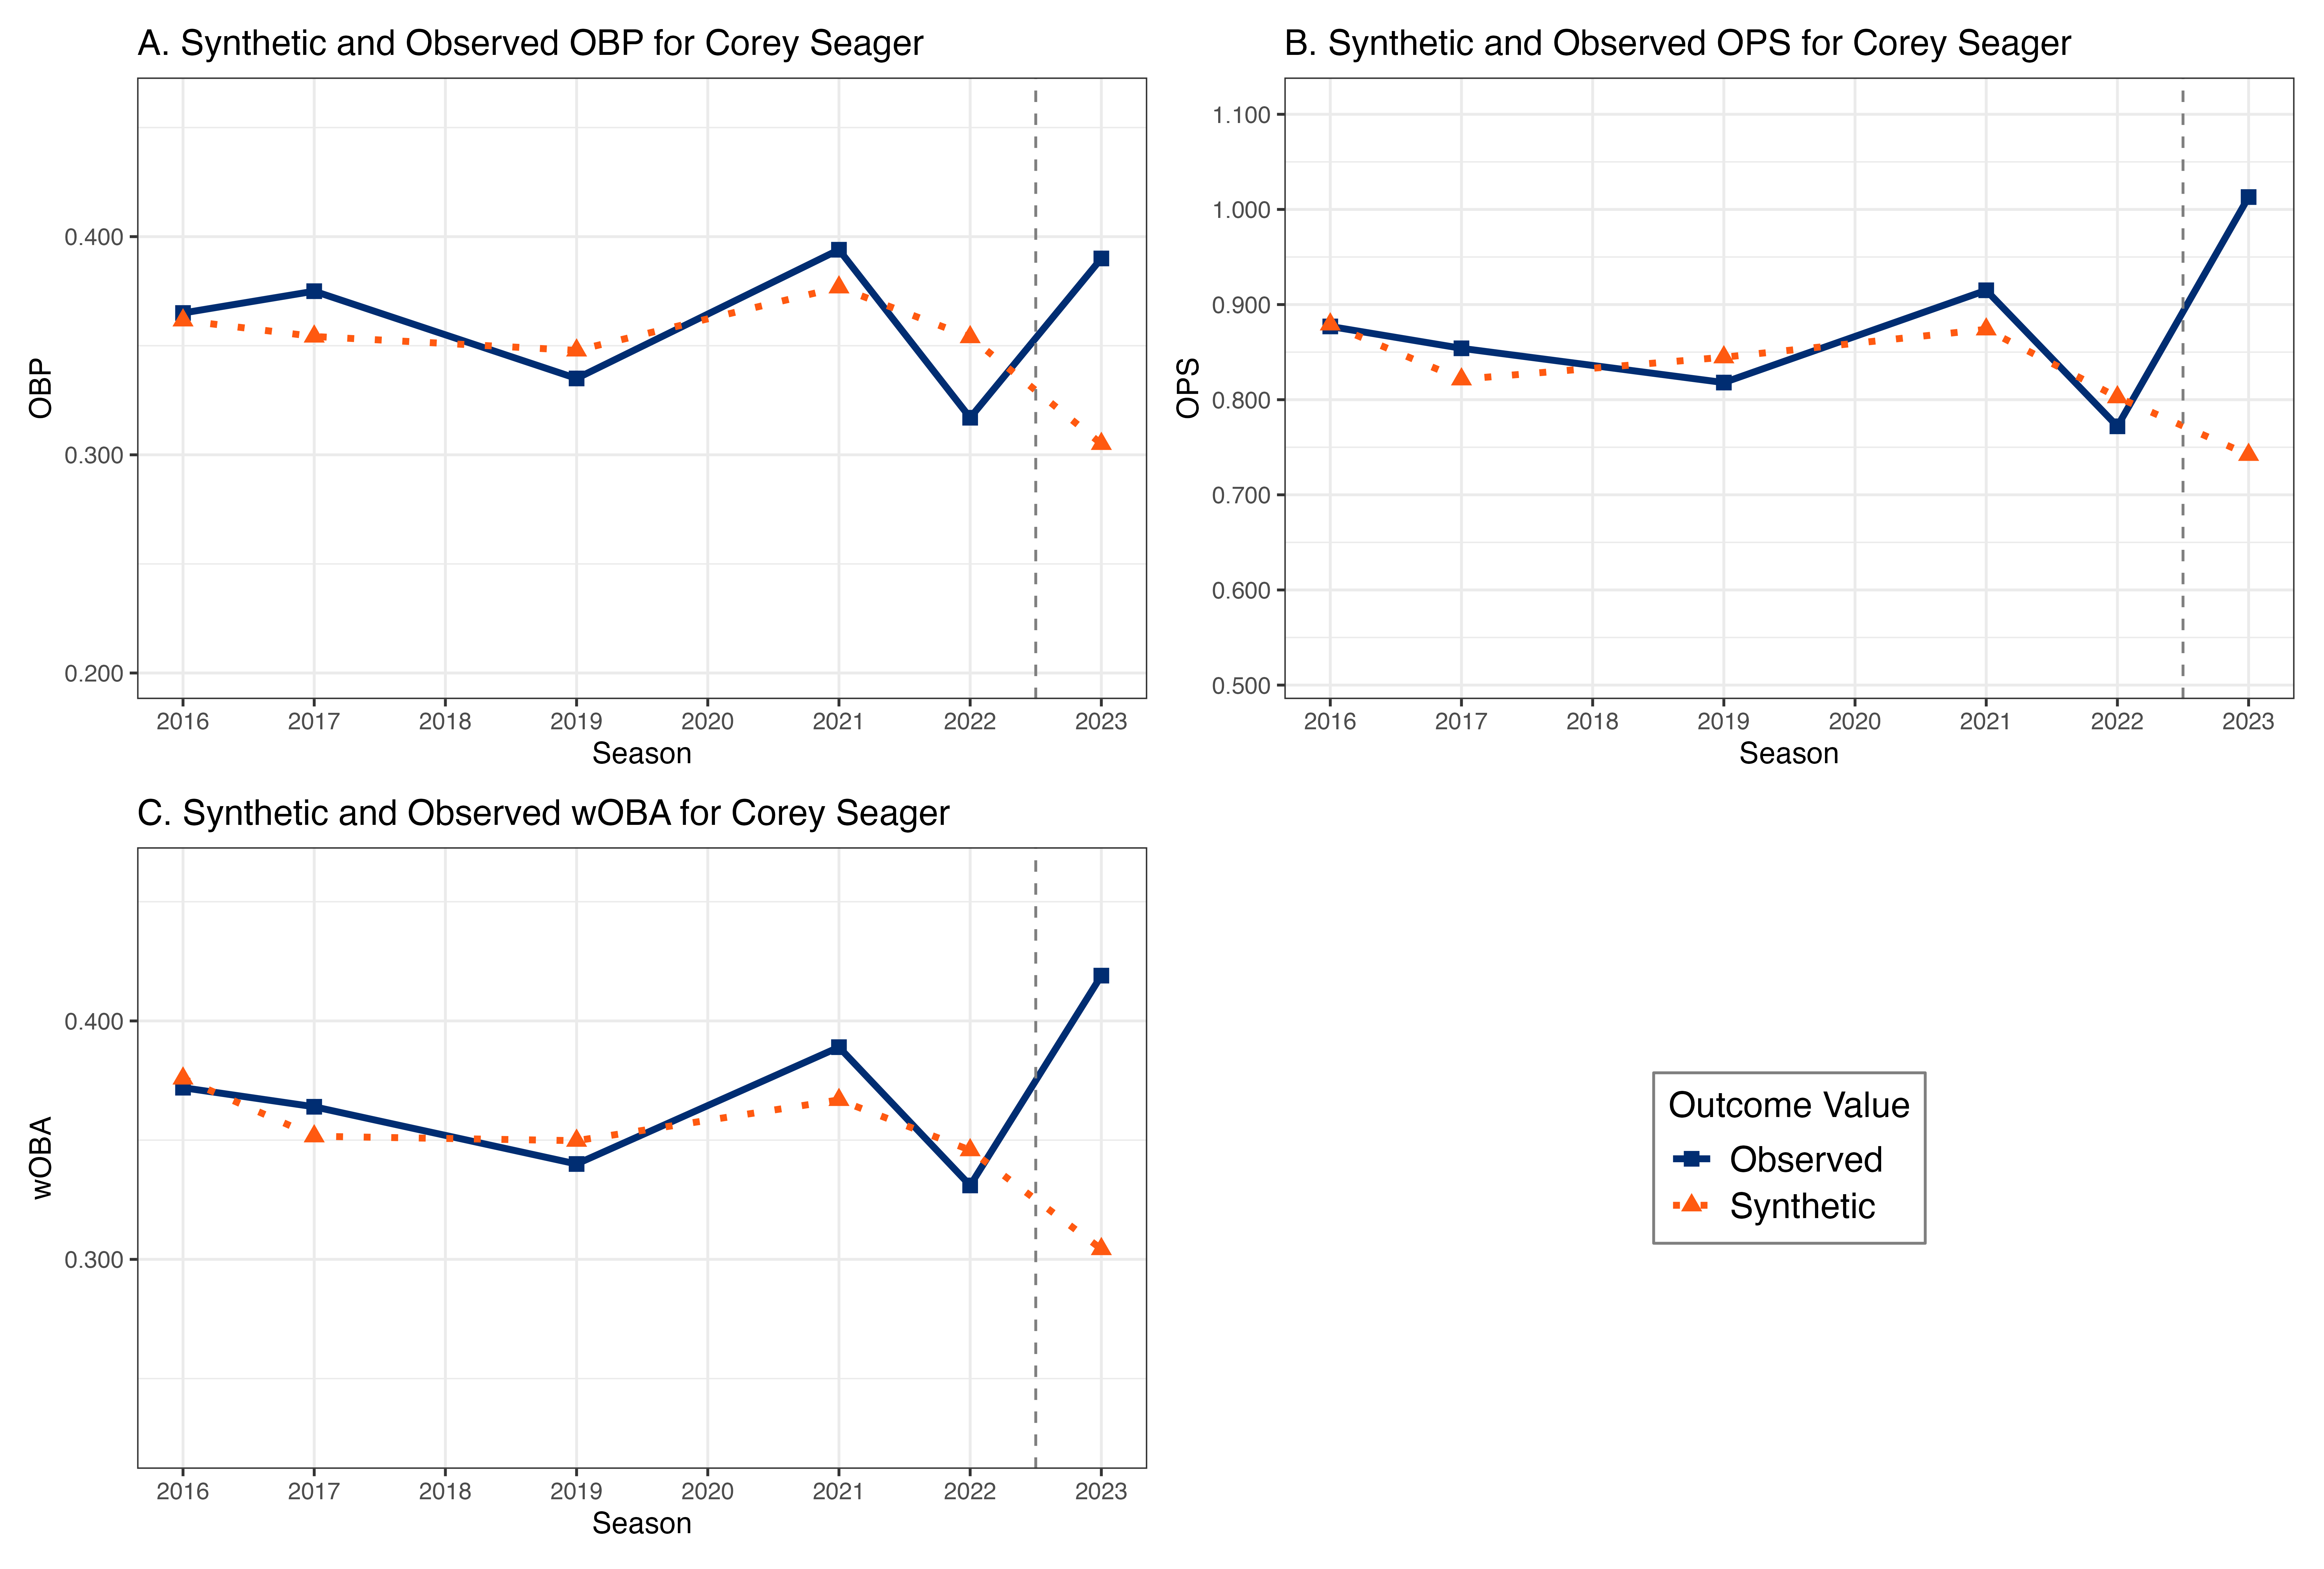 A. Synthetic and Observed OBP for Corey Seager
OBP
0.400
0.300
0.200
2016 2017 2018 2019 2020 2021 2022 2023
Season
B. Synthetic and Observed OPS for Corey Seager
OPS
1.100
1.000
0.900
0.800
0.700
0.600
0.500
2016 2017 2018 2019 2020 2021 2022 2023
Season
C. Synthetic and Observed wOBA for Corey Seager
wOBA
0.400
0.300
2016 2017 2018 2019 2020 2021 2022 2023
Season
Outcome Value
Observed
Synthetic